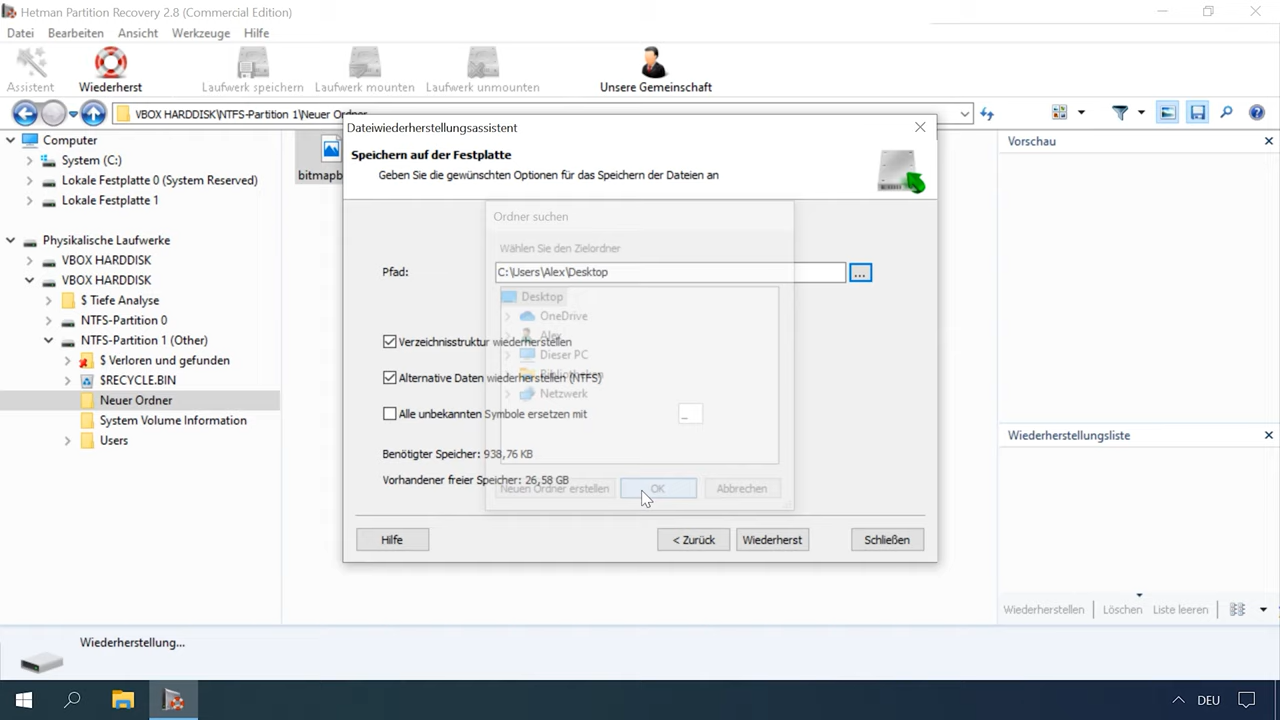 Hetman Partition Recovery 2.8 (Commercial Edition)
Datei Bearbeiten Ansicht Werkzeuge Hilfe
Assistent Wiederherst Laufwerk speichern Laufwerk mounten Laufwerk unmounten Unsere Gemeinschaft
VBOX HARDDISK\NTFS-Partition 1\Neuer Ordner
Computer
System (C:)
Lokale Festplatte 0 (System Reserved)
Lokale Festplatte 1
Physikalische Laufwerke
VBOX HARDDISK
VBOX HARDDISK
$ Tiefe Analyse
NTFS-Partition 0
NTFS-Partition 1 (Other)
$ Verloren und gefunden
$RECYCLE.BIN
Neuer Ordner
System Volume Information
Users
bitmapb
Dateiwiederherstellungsassistent
Speichern auf der Festplatte
Geben Sie die gewünschten Optionen für das Speichern der Dateien an
Ordner suchen
Wählen Sie den Zielordner
Pfad: C:\Users\Alex\Desktop ...
Desktop
OneDrive
Alex
Verzeichnisstruktur wiederherstellen
Dieser PC
Bibliotheken
Alternative Daten wiederherstellen (NTFS)
Netzwerk
Alle unbekannten Symbole ersetzen mit _
Benötigter Speicher: 938,76 KB
Vorhandener freier Speicher: 26,58 GB
Neuen Ordner erstellen OK Abbrechen
Hilfe < Zurück Wiederherst Schließen
Vorschau
Wiederherstellungsliste
Wiederherstellen Löschen Liste leeren
Wiederherstellung...
DEU